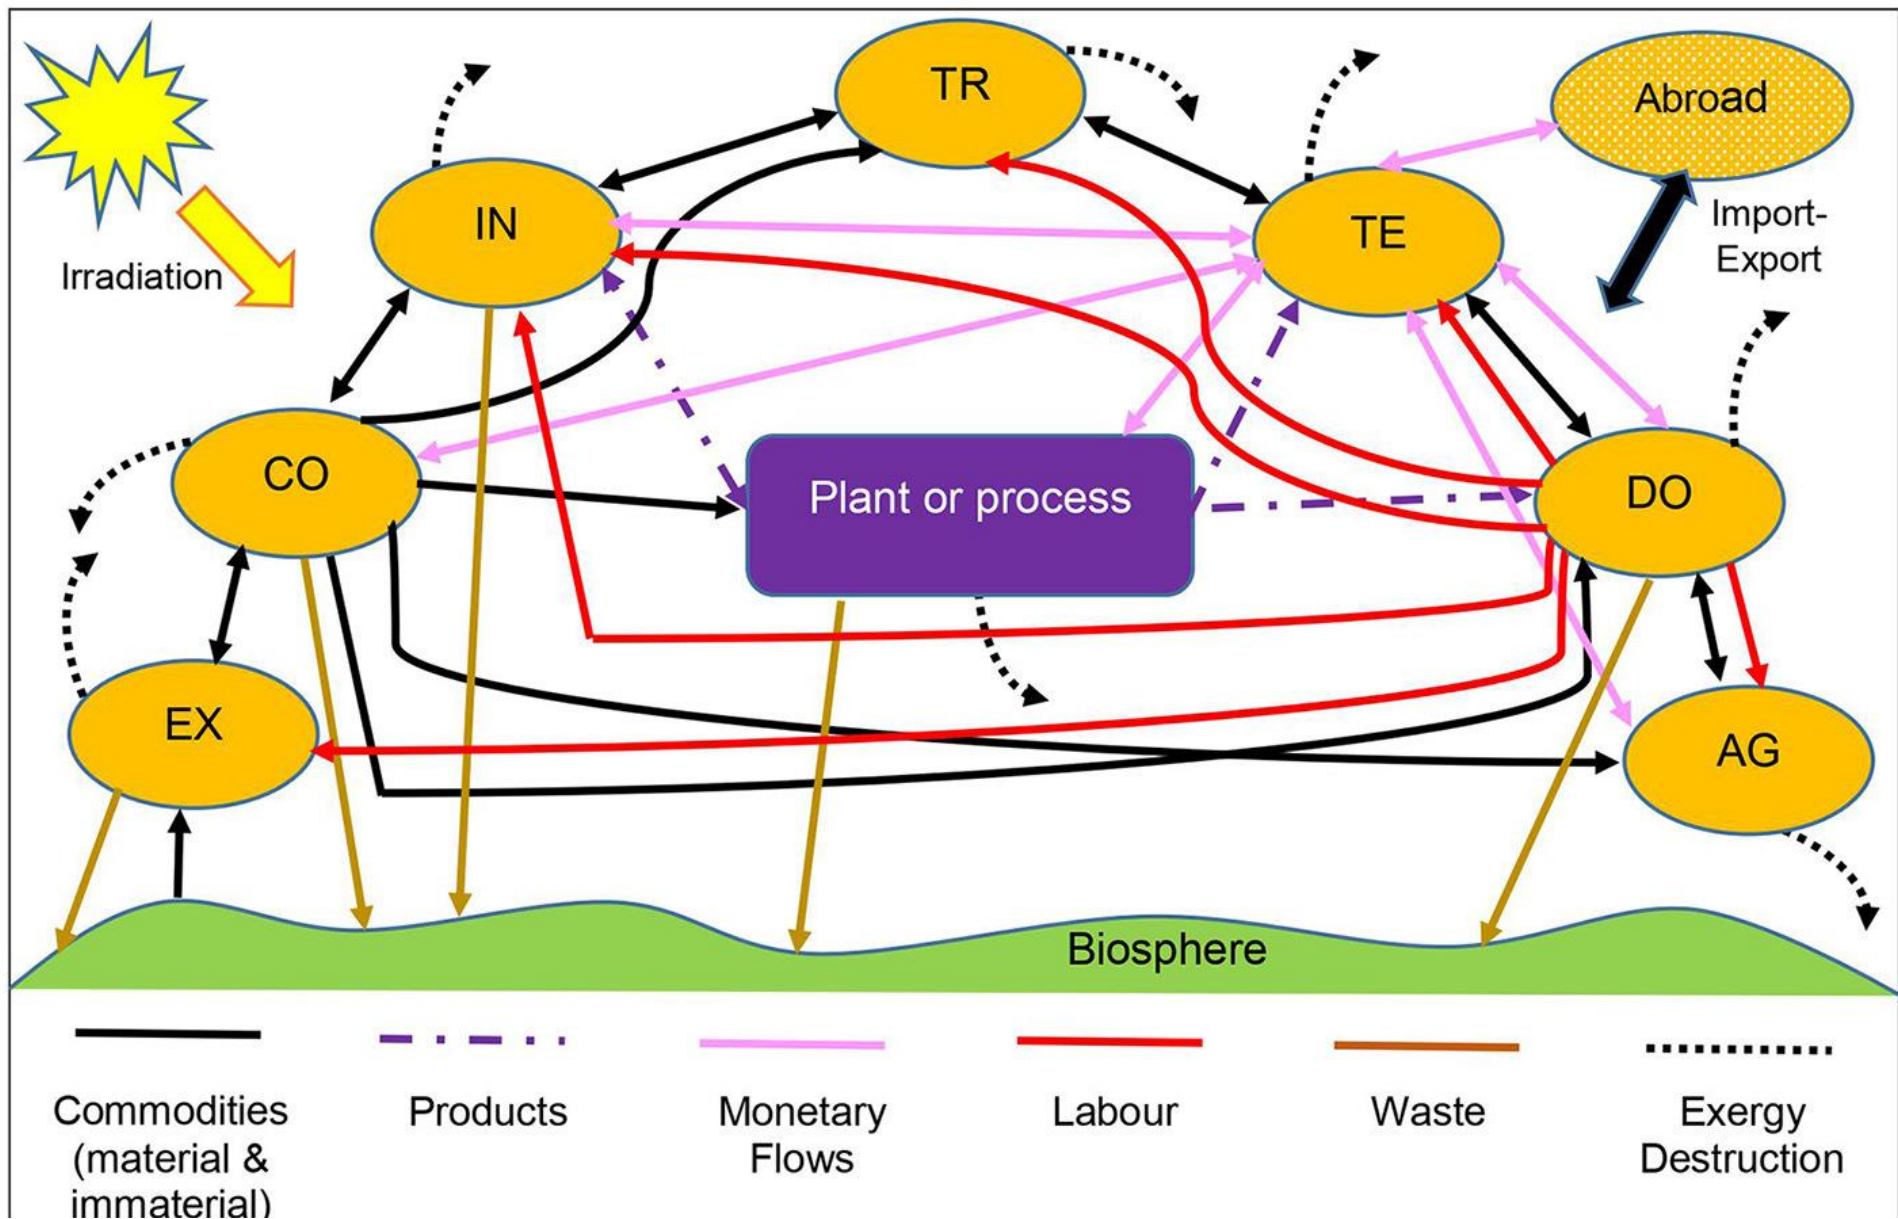 TR
Abroad
IN
TE
Import-
Export
Irradiation
CO
Plant or process
DO
EX
AG
Biosphere
Commodities
(material &
immaterial)
Products
Monetary
Flows
Labour
Waste
Exergy
Destruction